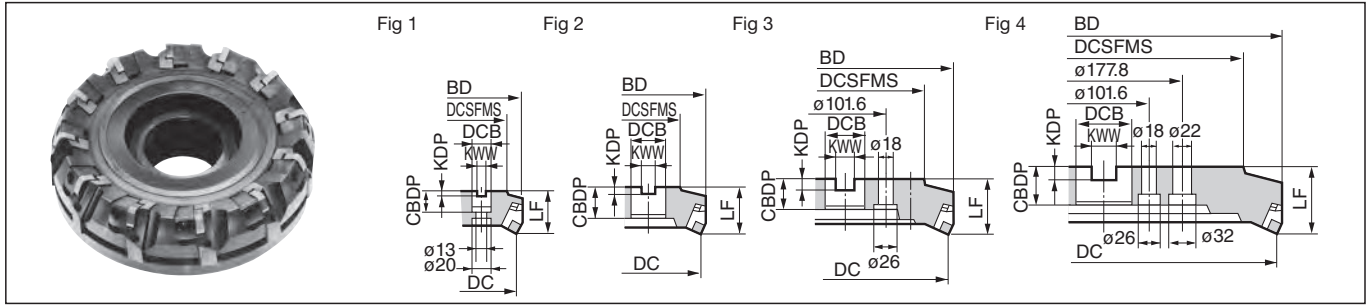 Fig 1
BD
DCSFMS
DCB
KWW
KDP
CBDP
LF
ø13
ø20
DC
Fig 2
BD
DCSFMS
DCB
KWW
KDP
CBDP
LF
DC
Fig 3
BD
DCSFMS
ø101.6
DCB
ø18
KWW
KDP
CBDP
LF
ø26
DC
Fig 4
BD
DCSFMS
ø177.8
ø101.6
DCB
ø18
ø22
KWW
KDP
CBDP
LF
ø26
ø32
DC